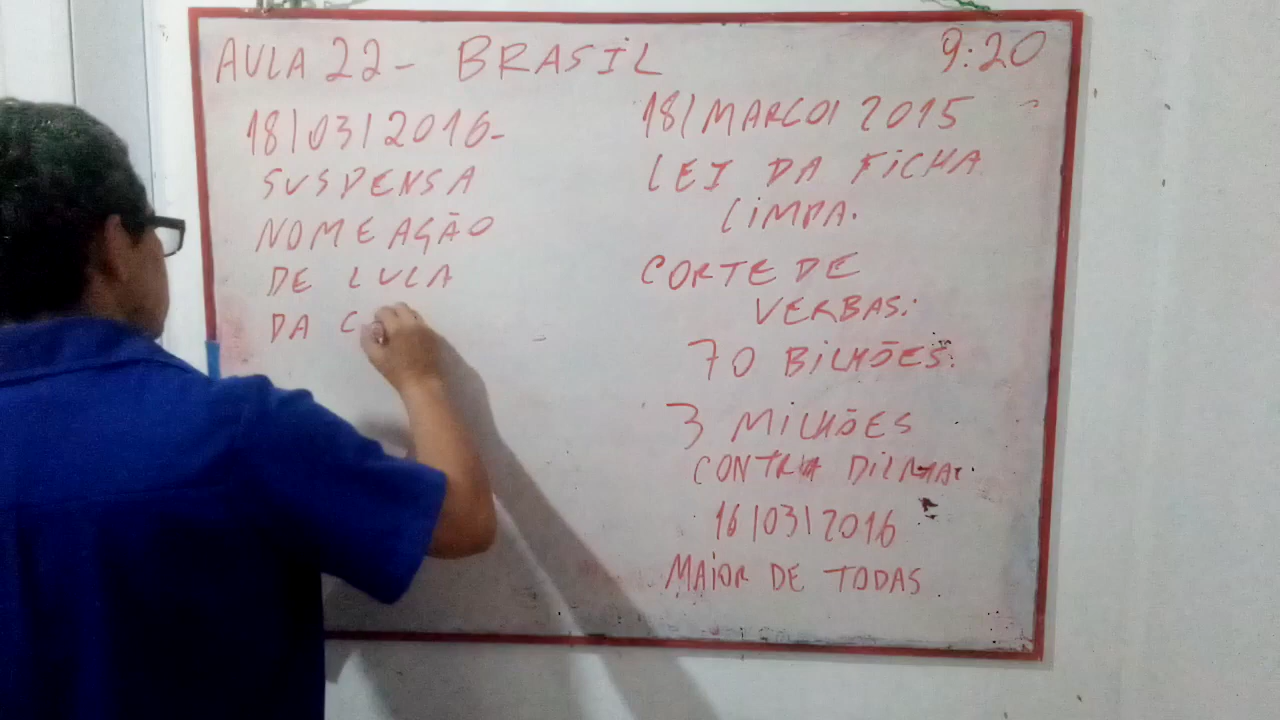 AULA 22 - BRASIL
9:20
18/03/2016-
SUSPENSA
NOMEAÇÃO
DE LULA
DA C
18/MARCO/2015
LEI DA FICHA
LIMPA.
CORTE DE
VERBAS:
70 BILHÕES.
3 MILHÕES
CONTRA DILMA.
16/03/2016
MAIOR DE TODAS